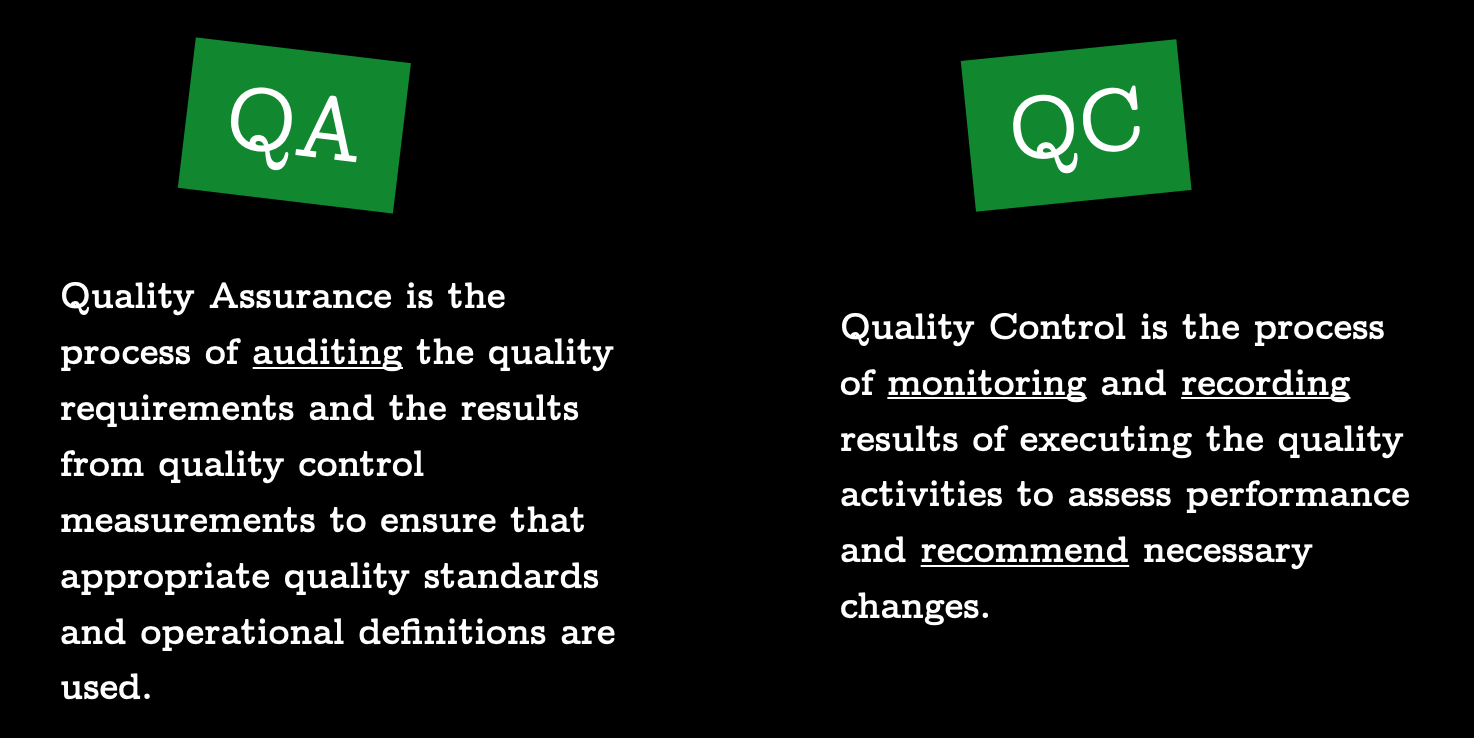 QA
Quality Assurance is the
process of auditing the quality
requirements and the results
from quality control
measurements to ensure that
appropriate quality standards
and operational definitions are
used.
QC
Quality Control is the process
of monitoring and recording
results of executing the quality
activities to assess performance
and recommend necessary
changes.